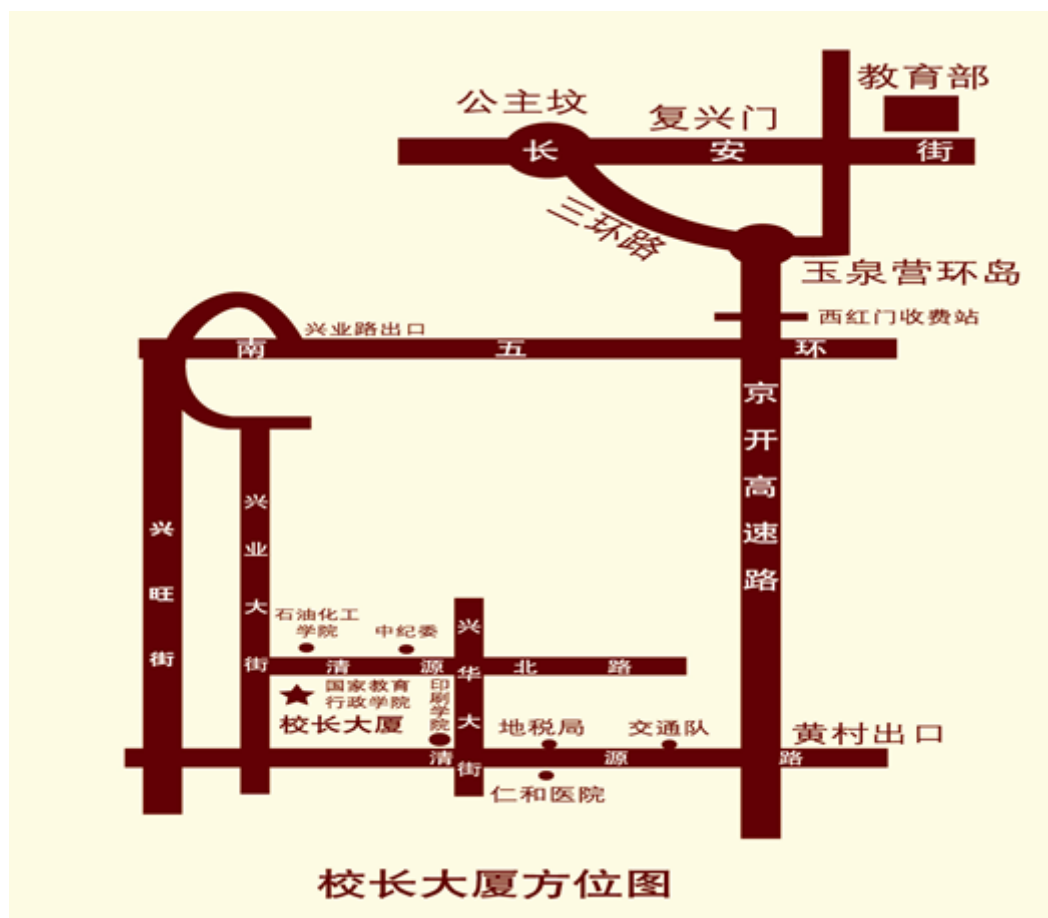 教育部
公主坟
复兴门
长安街
三环路
玉泉营环岛
西红门收费站
兴业路出口
南五环
京开高速路
兴旺街
兴业大街
石油化工
学院
中纪委
兴华大街
清源北路
国家教育
行政学院
印刷学院
校长大厦
地税局
交通队
黄村出口
清源路
仁和医院
校长大厦方位图